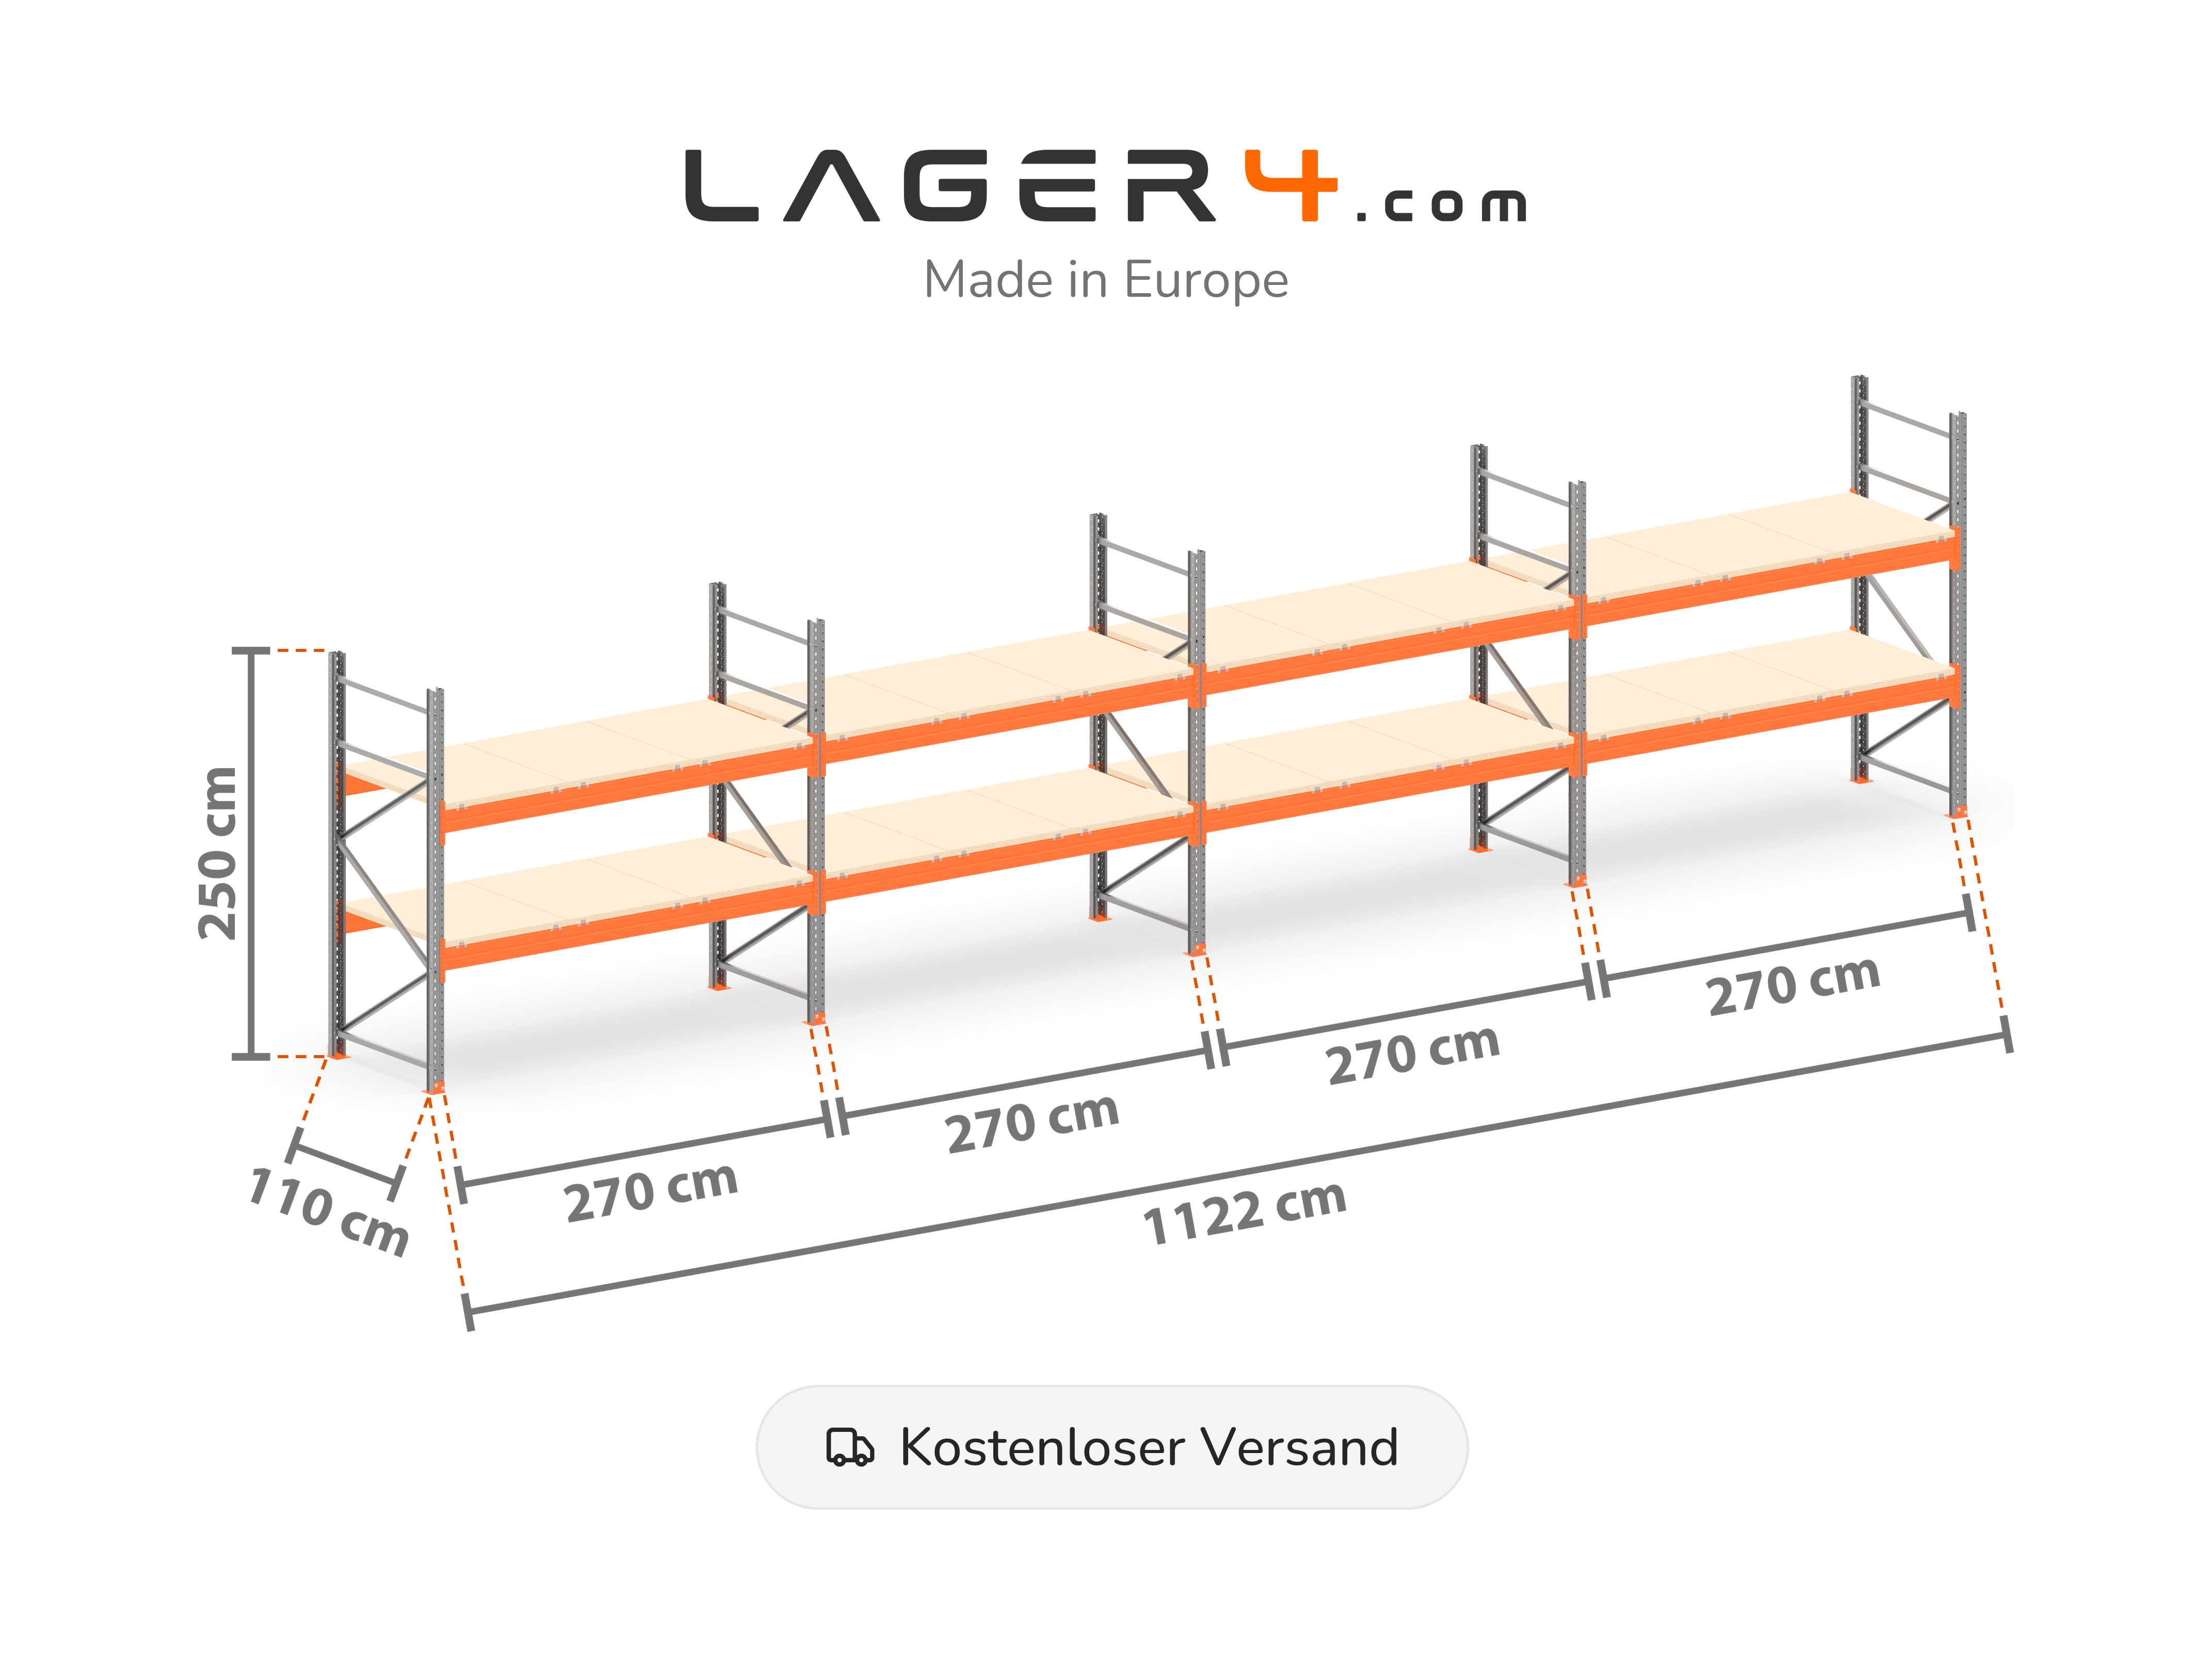 LAGER4.com
Made in Europe
250 cm
110 cm
270 cm
270 cm
270 cm
270 cm
1122 cm
Kostenloser Versand